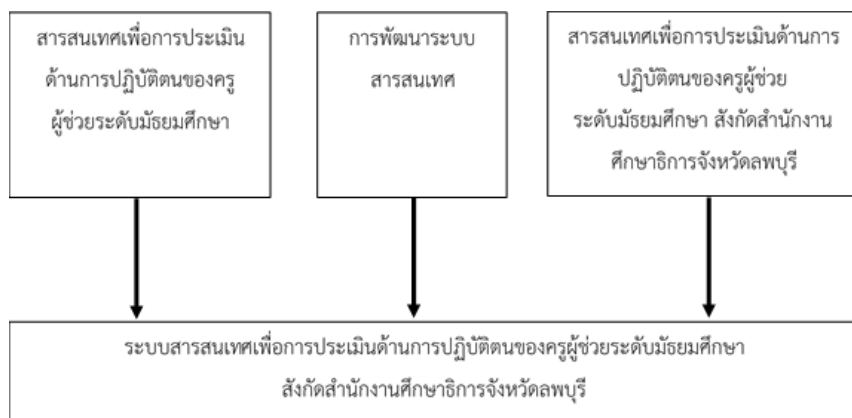 สารสนเทศเพื่อการประเมิน
ด้านการปฏิบัติตนของครู
ผู้ช่วยระดับมัธยมศึกษา
การพัฒนาระบบ
สารสนเทศ
สารสนเทศเพื่อการประเมินด้านการ
ปฏิบัติตนของครูผู้ช่วย
ระดับมัธยมศึกษา สังกัดสำนักงาน
ศึกษาธิการจังหวัดลพบุรี
ระบบสารสนเทศเพื่อการประเมินด้านการปฏิบัติตนของครูผู้ช่วยระดับมัธยมศึกษา
สังกัดสำนักงานศึกษาธิการจังหวัดลพบุรี